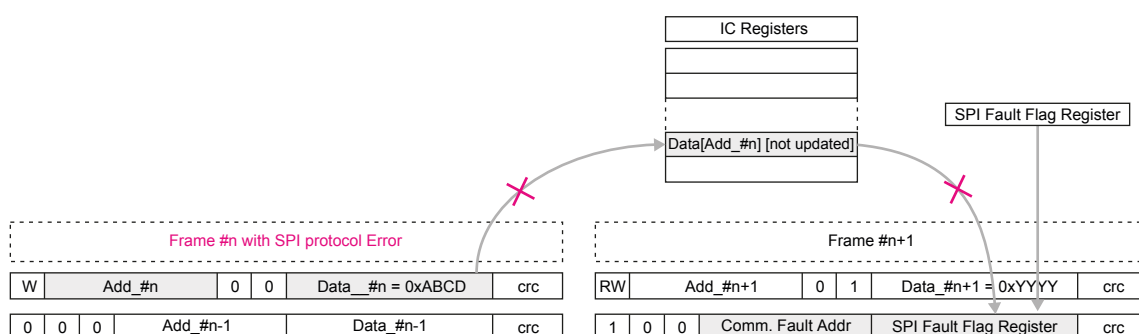 IC Registers
SPI Fault Flag Register
Data[Add_#n] [not updated]
Frame #n with SPI protocol Error
Frame #n+1
W Add_#n 0 0 Data__#n = 0xABCD crc
RW Add_#n+1 0 1 Data_#n+1 = 0xYYYY crc
0 0 0 Add_#n-1 Data_#n-1 crc
1 0 0 Comm. Fault Addr SPI Fault Flag Register crc